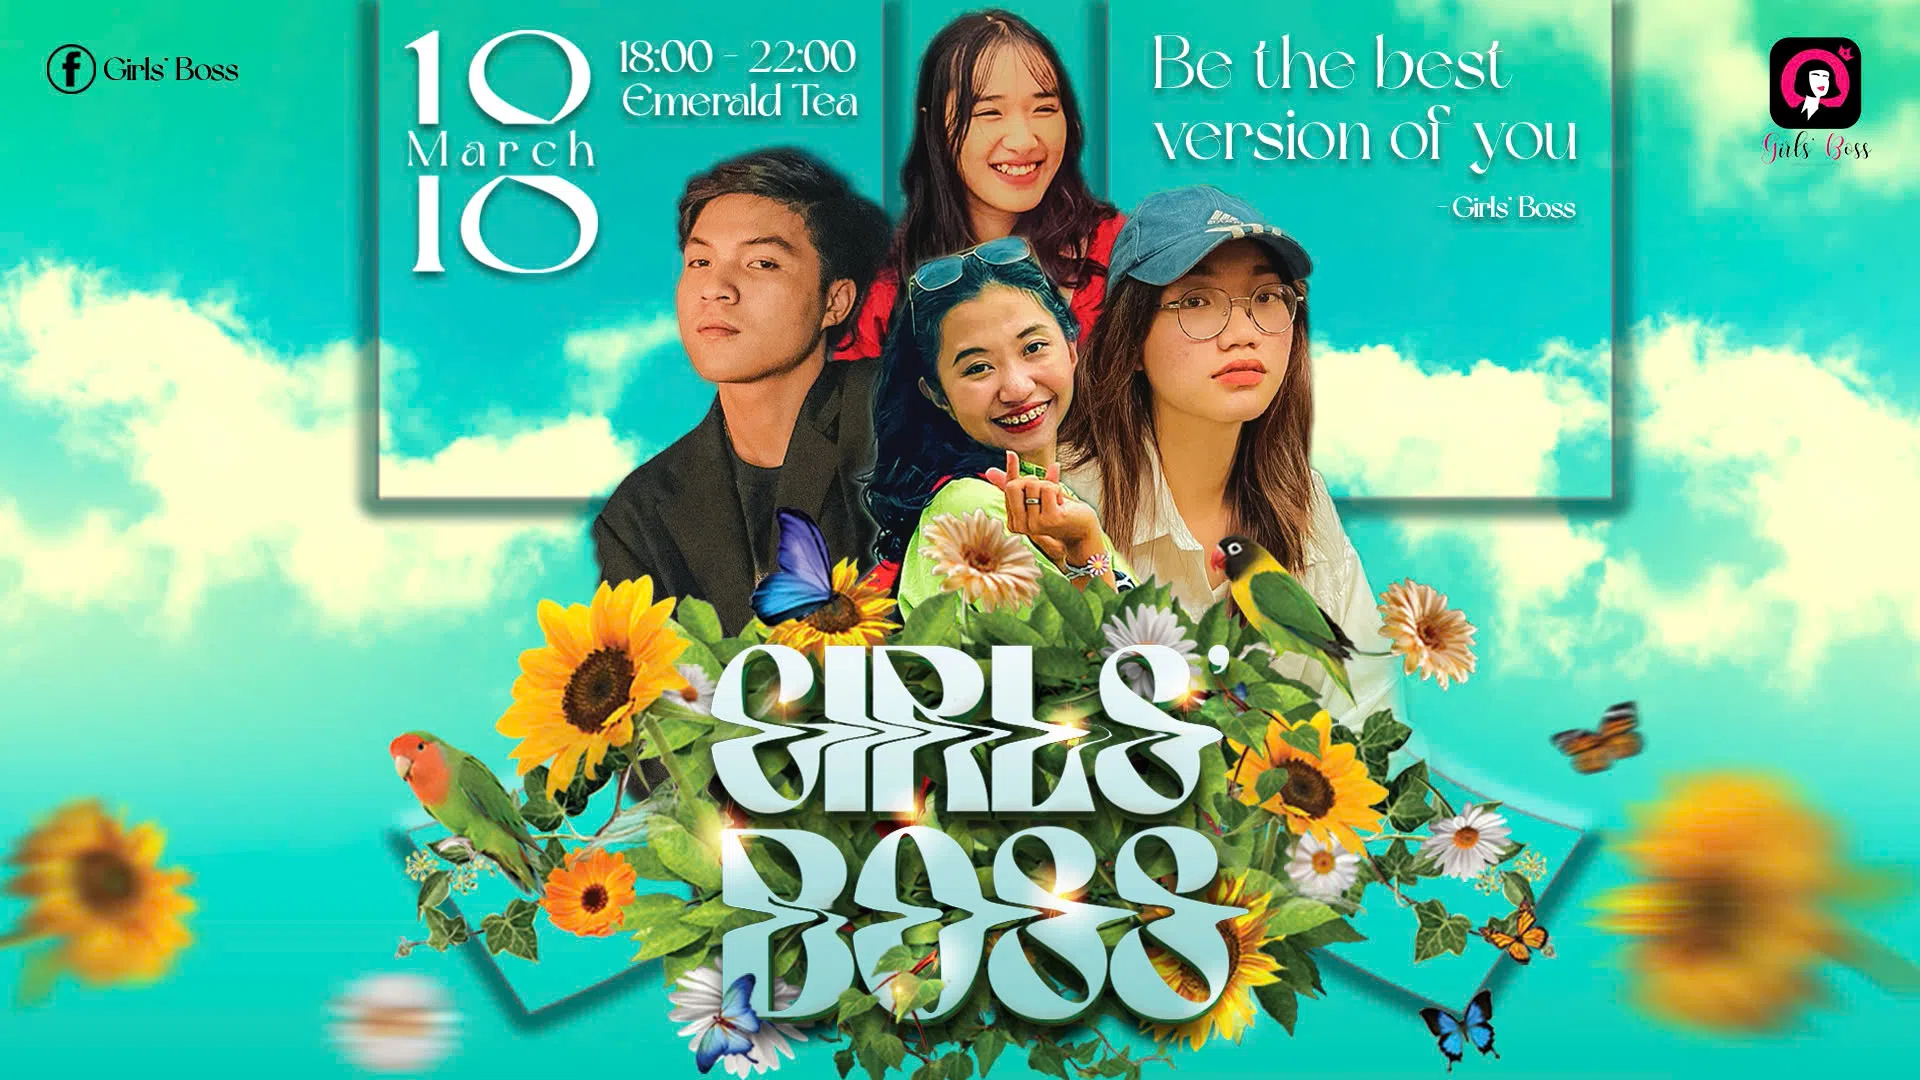 Girls' Boss
10
March
10
18:00 - 22:00
Emerald Tea
Be the best
version of you
- Girls' Boss
Girls' Boss
GIRLS'
BOSS